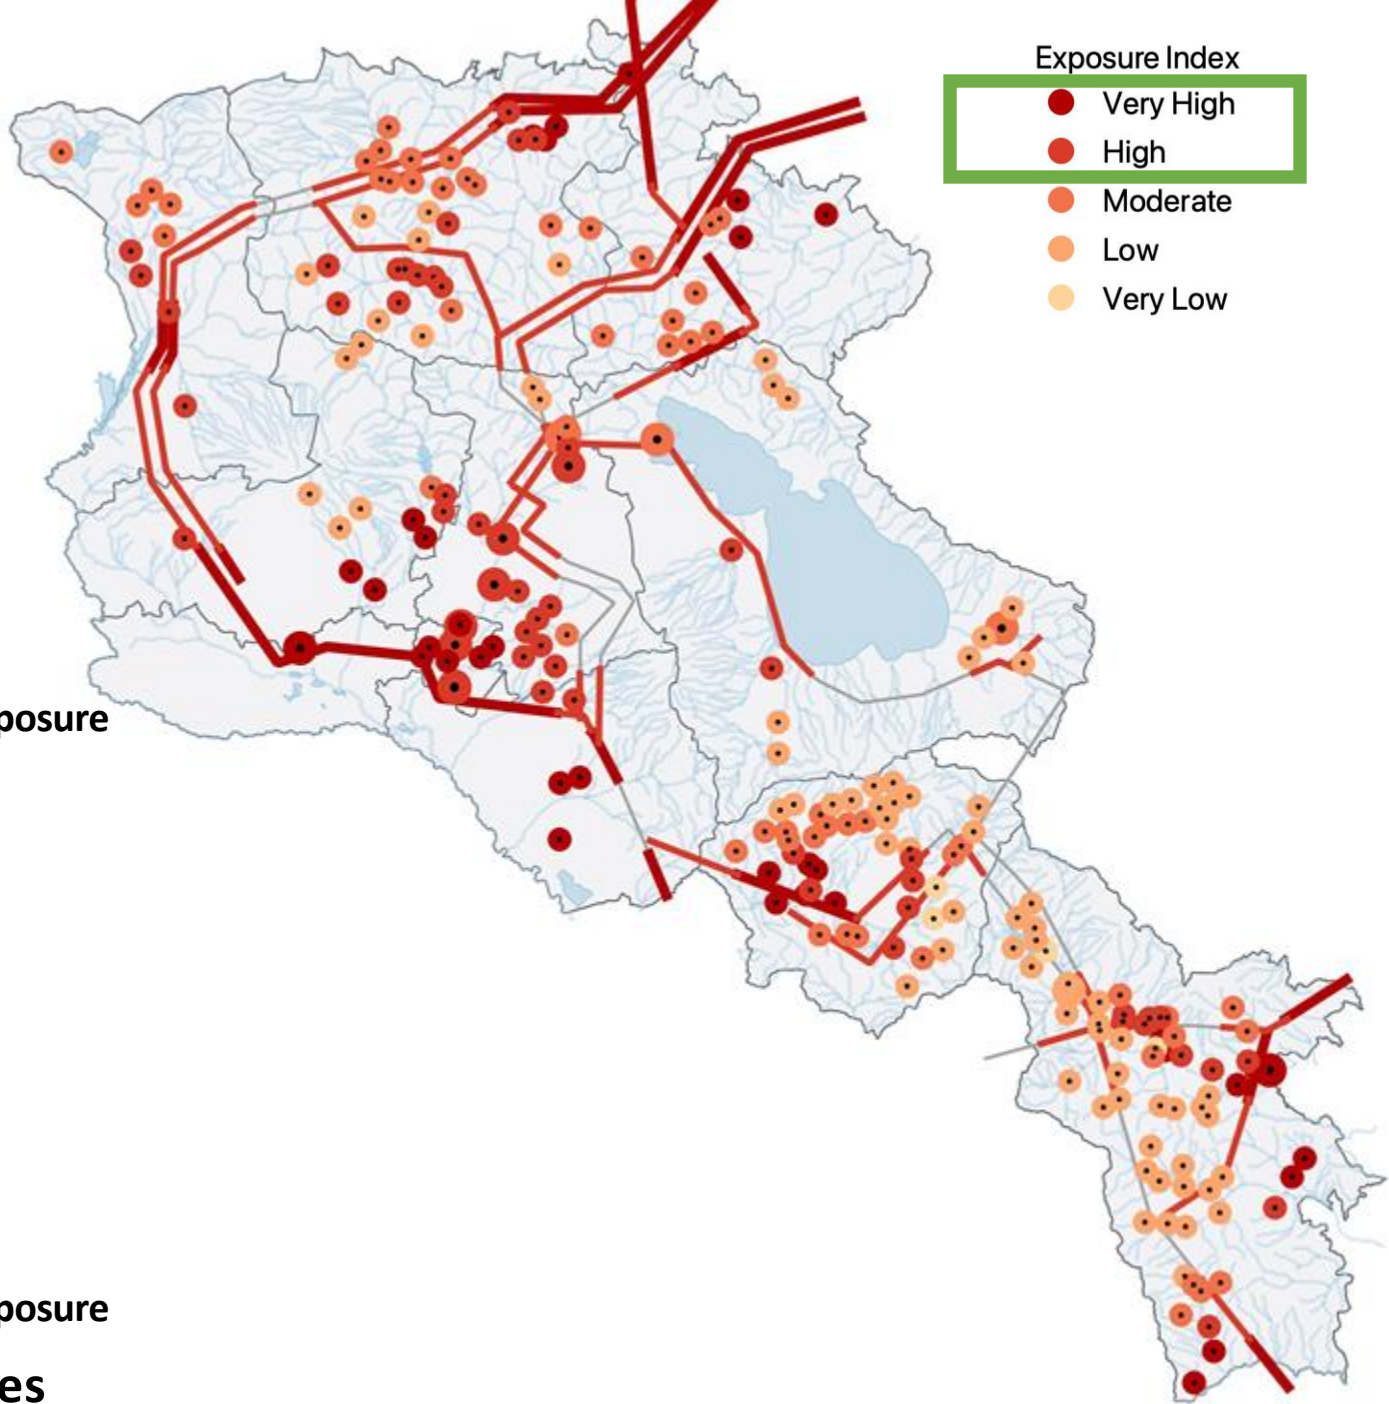 Exposure Index
Very High
High
Moderate
Low
Very Low
posure
posure
es